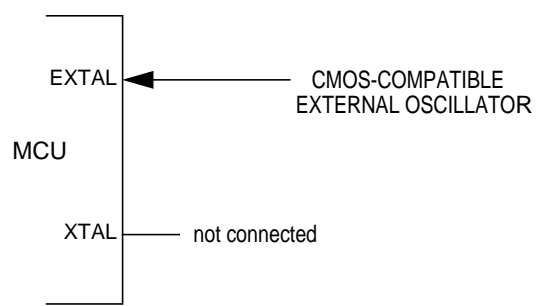 EXTAL
CMOS-COMPATIBLE
EXTERNAL OSCILLATOR
MCU
XTAL
not connected